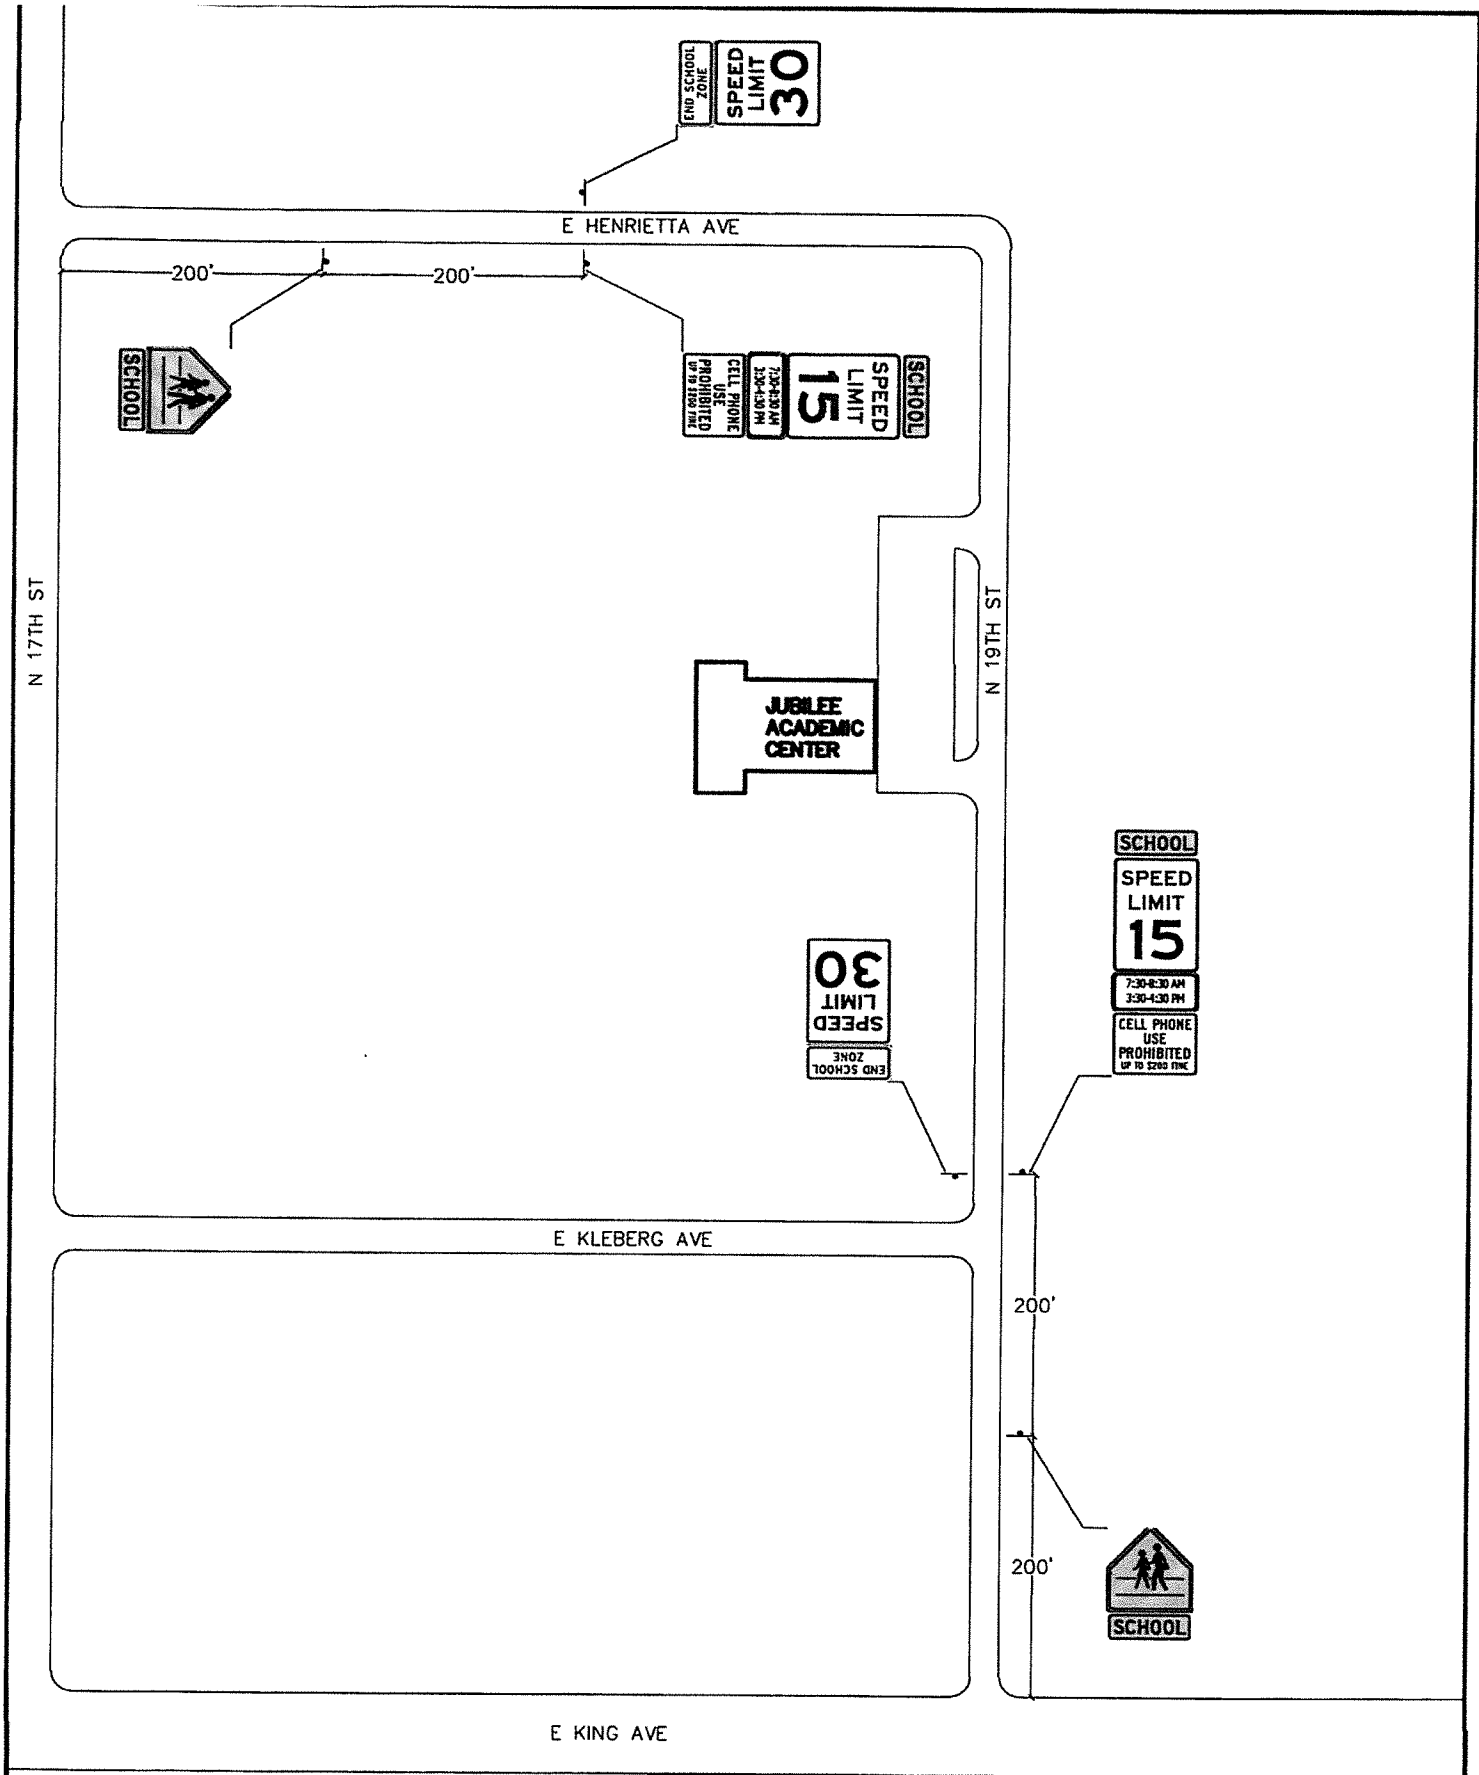 END SCHOOL
ZONE
SPEED
LIMIT
30
E HENRIETTA AVE
200'
200'
SCHOOL
SCHOOL
SPEED
LIMIT
15
7:30-8:30 AM
3:30-4:30 PM
CELL PHONE
USE
PROHIBITED
UP TO $200 FINE
N 17TH ST
N 19TH ST
JUBILEE
ACADEMIC
CENTER
SCHOOL
SPEED
LIMIT
15
7:30-8:30 AM
3:30-4:30 PM
CELL PHONE
USE
PROHIBITED
UP TO $200 FINE
END SCHOOL
ZONE
SPEED
LIMIT
30
E KLEBERG AVE
200'
200'
SCHOOL
E KING AVE